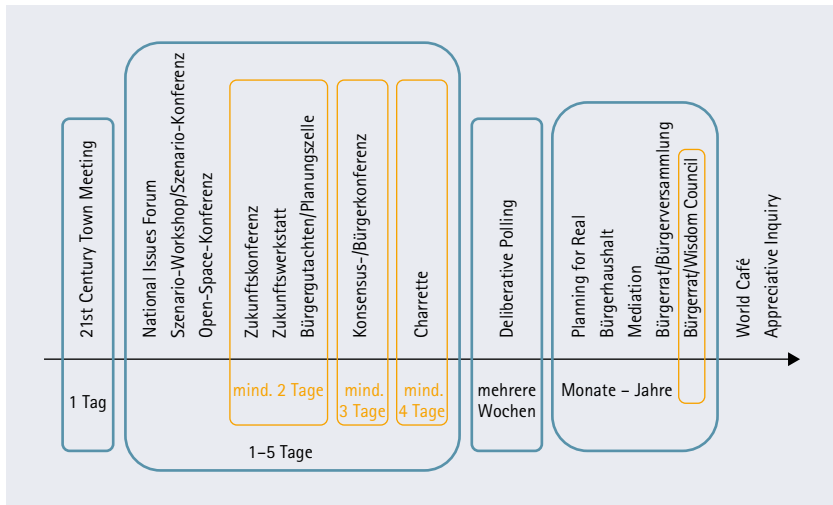 21st Century Town Meeting
National Issues Forum
Szenario-Workshop/Szenario-Konferenz
Open-Space-Konferenz
Zukunftskonferenz
Zukunftswerkstatt
Bürgergutachten/Planungszelle
Konsensus-/Bürgerkonferenz
Charrette
Deliberative Polling
Planning for Real
Bürgerhaushalt
Mediation
Bürgerrat/Bürgerversammlung
Bürgerrat/Wisdom Council
World Café
Appreciative Inquiry
1 Tag
mind. 2 Tage
mind.
3 Tage
mind.
4 Tage
mehrere
Wochen
Monate – Jahre
1–5 Tage